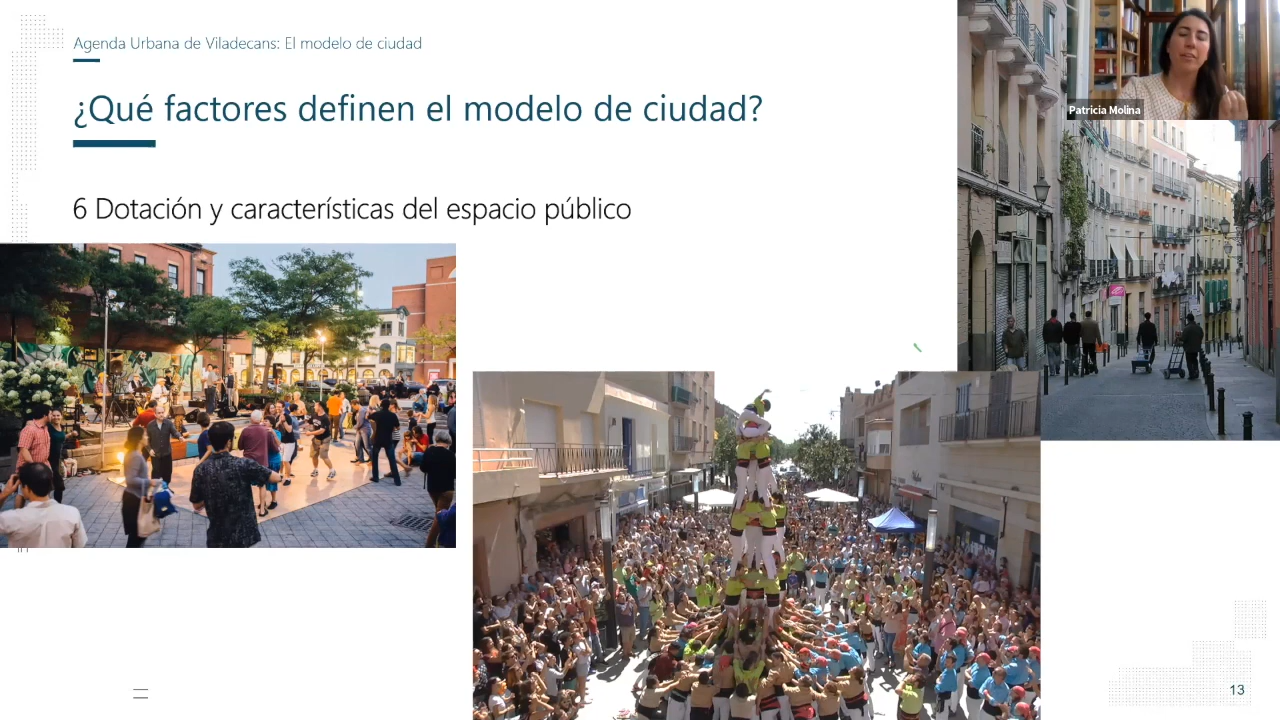 Agenda Urbana de Viladecans: El modelo de ciudad
¿Qué factores definen el modelo de ciudad?
6 Dotación y características del espacio público
Patricia Molina
13